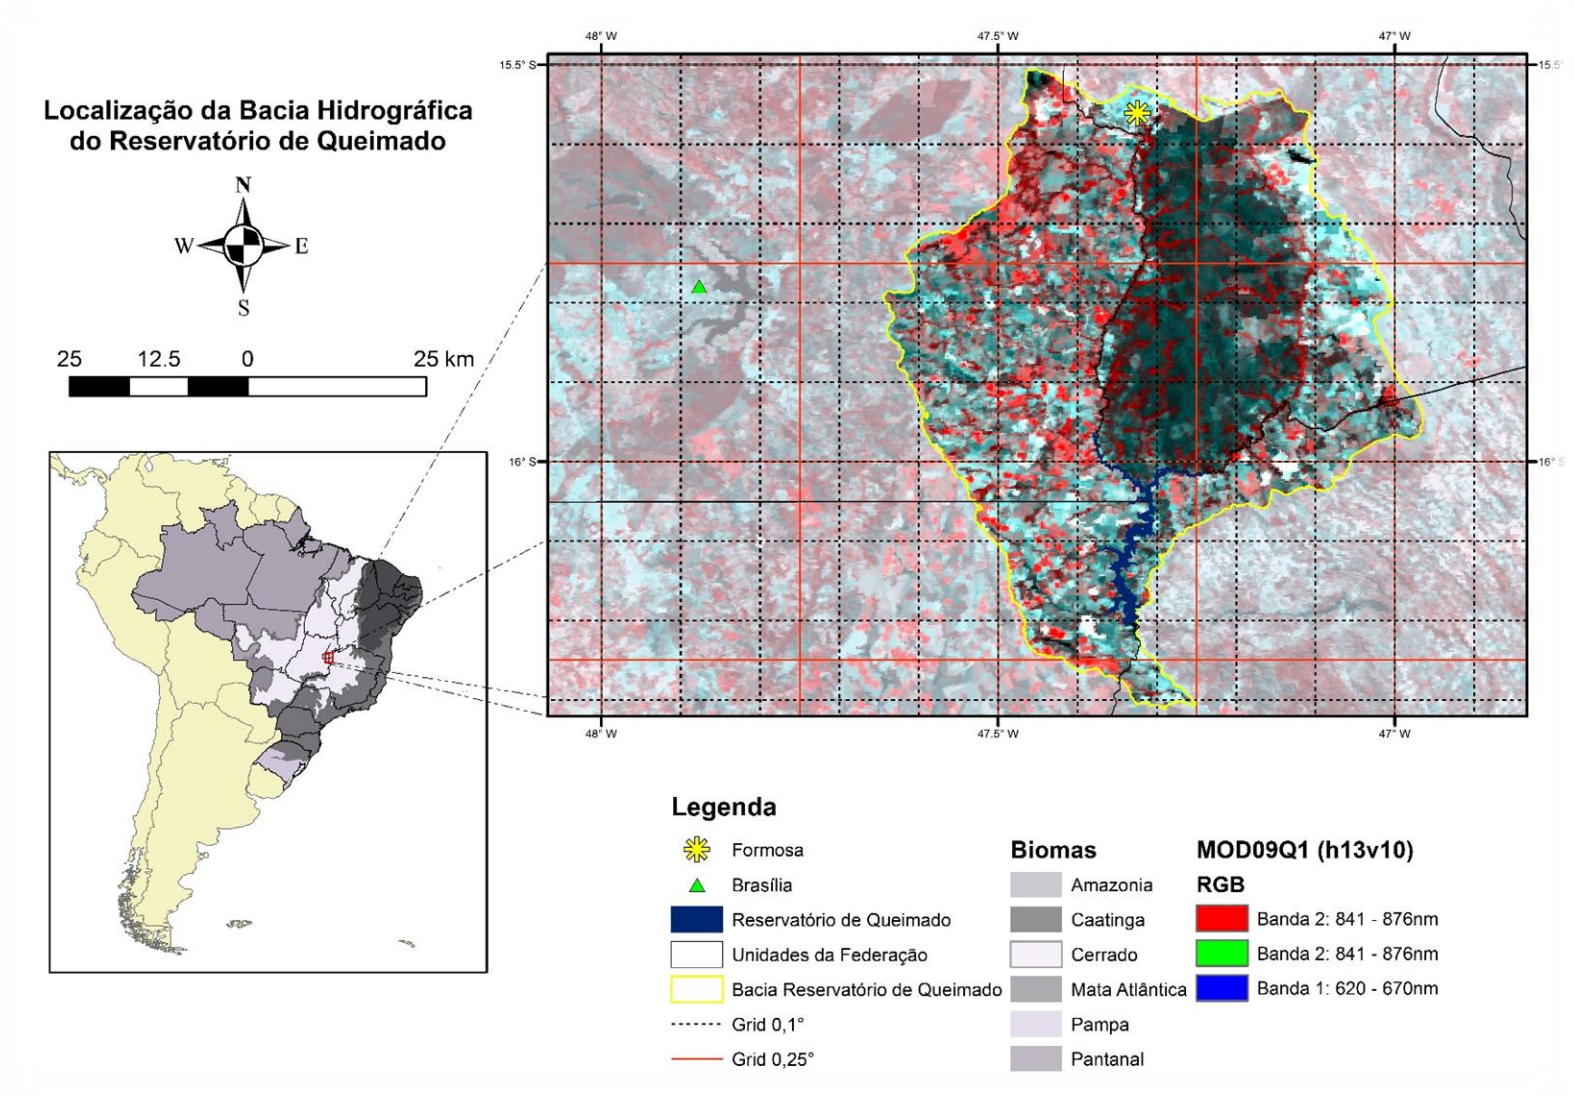 Localização da Bacia Hidrográfica
do Reservatório de Queimado
N
W
E
S
25 12.5 0 25 km
48° W 47.5° W 47° W
15.5° S
15.5°
16° S
16° S
48° W 47.5° W 47° W
Legenda
Formosa
Brasília
Reservatório de Queimado
Unidades da Federação
Bacia Reservatório de Queimado
Grid 0,1°
Grid 0,25°
Biomas
Amazonia
Caatinga
Cerrado
Mata Atlântica
Pampa
Pantanal
MOD09Q1 (h13v10)
RGB
Banda 2: 841 - 876nm
Banda 2: 841 - 876nm
Banda 1: 620 - 670nm